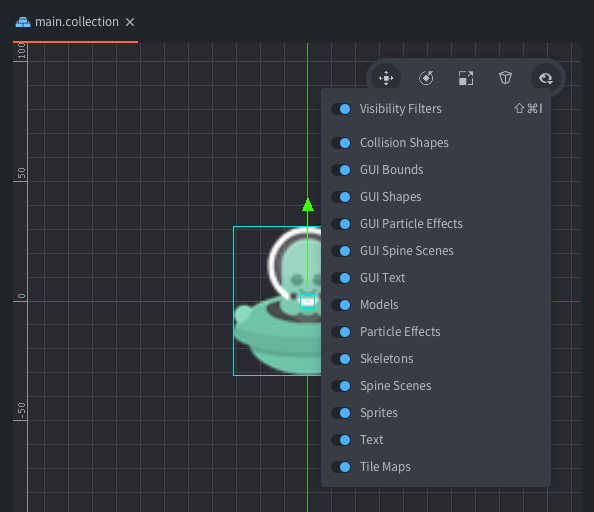 main.collection
100
Visibility Filters ⇧⌘I
Collision Shapes
50
GUI Bounds
GUI Shapes
GUI Particle Effects
GUI Spine Scenes
GUI Text
0
Models
Particle Effects
Skeletons
Spine Scenes
-50
Sprites
Text
Tile Maps